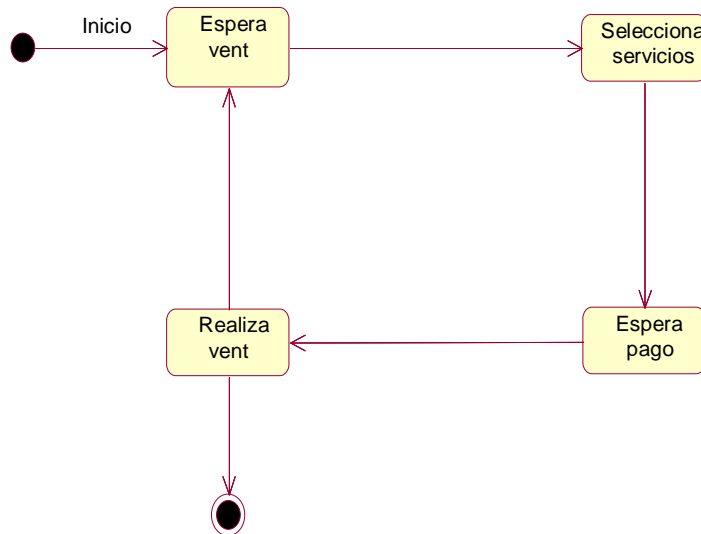 Inicio
Espera
vent
Selecciona
servicios
Realiza
vent
Espera
pago